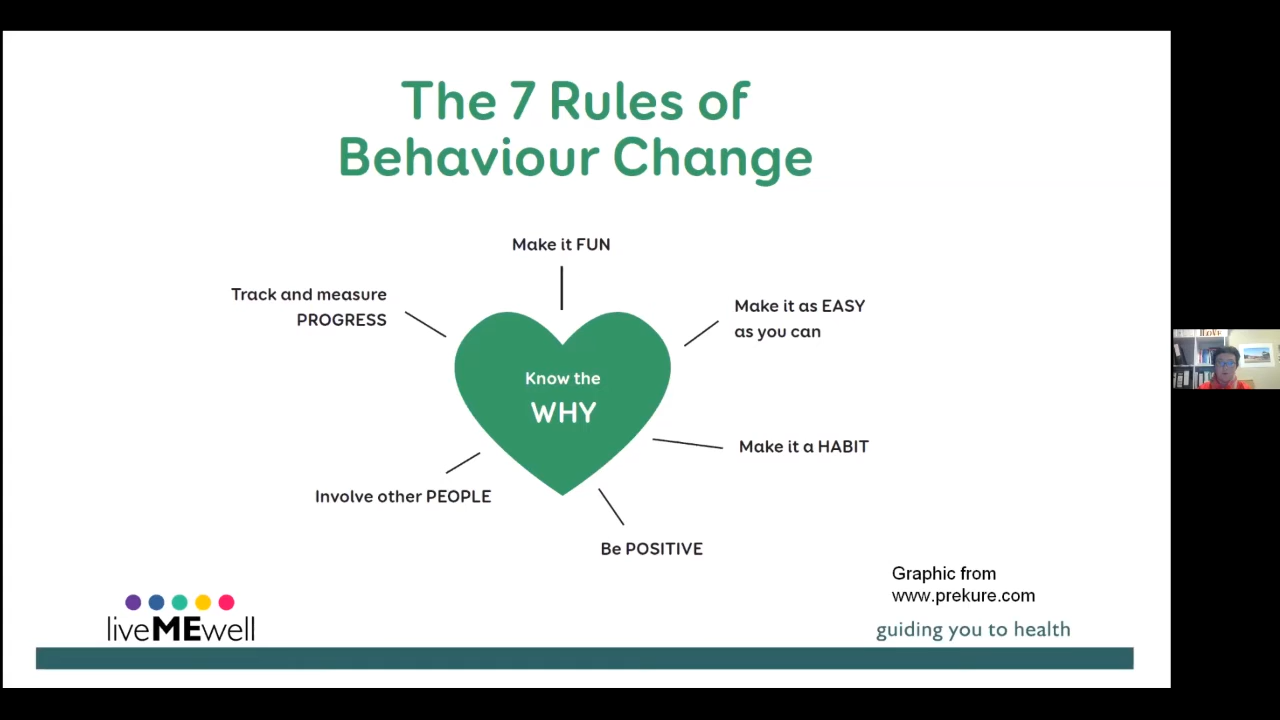 The 7 Rules of
Behaviour Change
Make it FUN
Track and measure
PROGRESS
Make it as EASY
as you can
Know the
WHY
Make it a HABIT
Involve other PEOPLE
Be POSITIVE
Graphic from
www.prekure.com
liveMEwell
guiding you to health